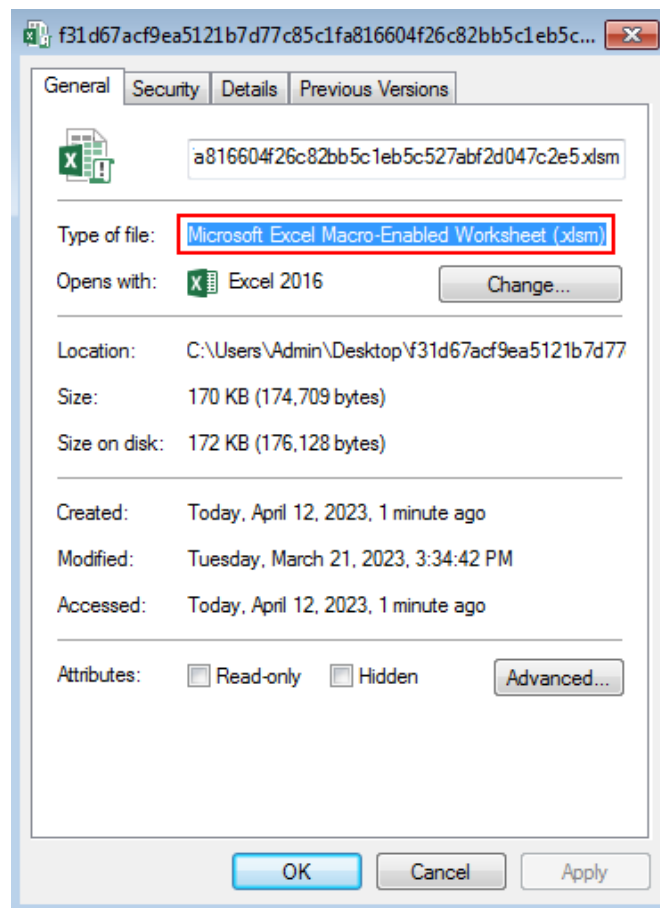 f31d67acf9ea5121b7d77c85c1fa816604f26c82bb5c1eb5c...
General Security Details Previous Versions
a816604f26c82bb5c1eb5c527abf2d047c2e5.xlsm
Type of file: Microsoft Excel Macro-Enabled Worksheet (.xlsm)
Opens with: Excel 2016 Change...
Location: C:\Users\Admin\Desktop\f31d67acf9ea5121b7d77
Size: 170 KB (174,709 bytes)
Size on disk: 172 KB (176,128 bytes)
Created: Today, April 12, 2023, 1 minute ago
Modified: Tuesday, March 21, 2023, 3:34:42 PM
Accessed: Today, April 12, 2023, 1 minute ago
Attributes: Read-only Hidden Advanced...
OK Cancel Apply